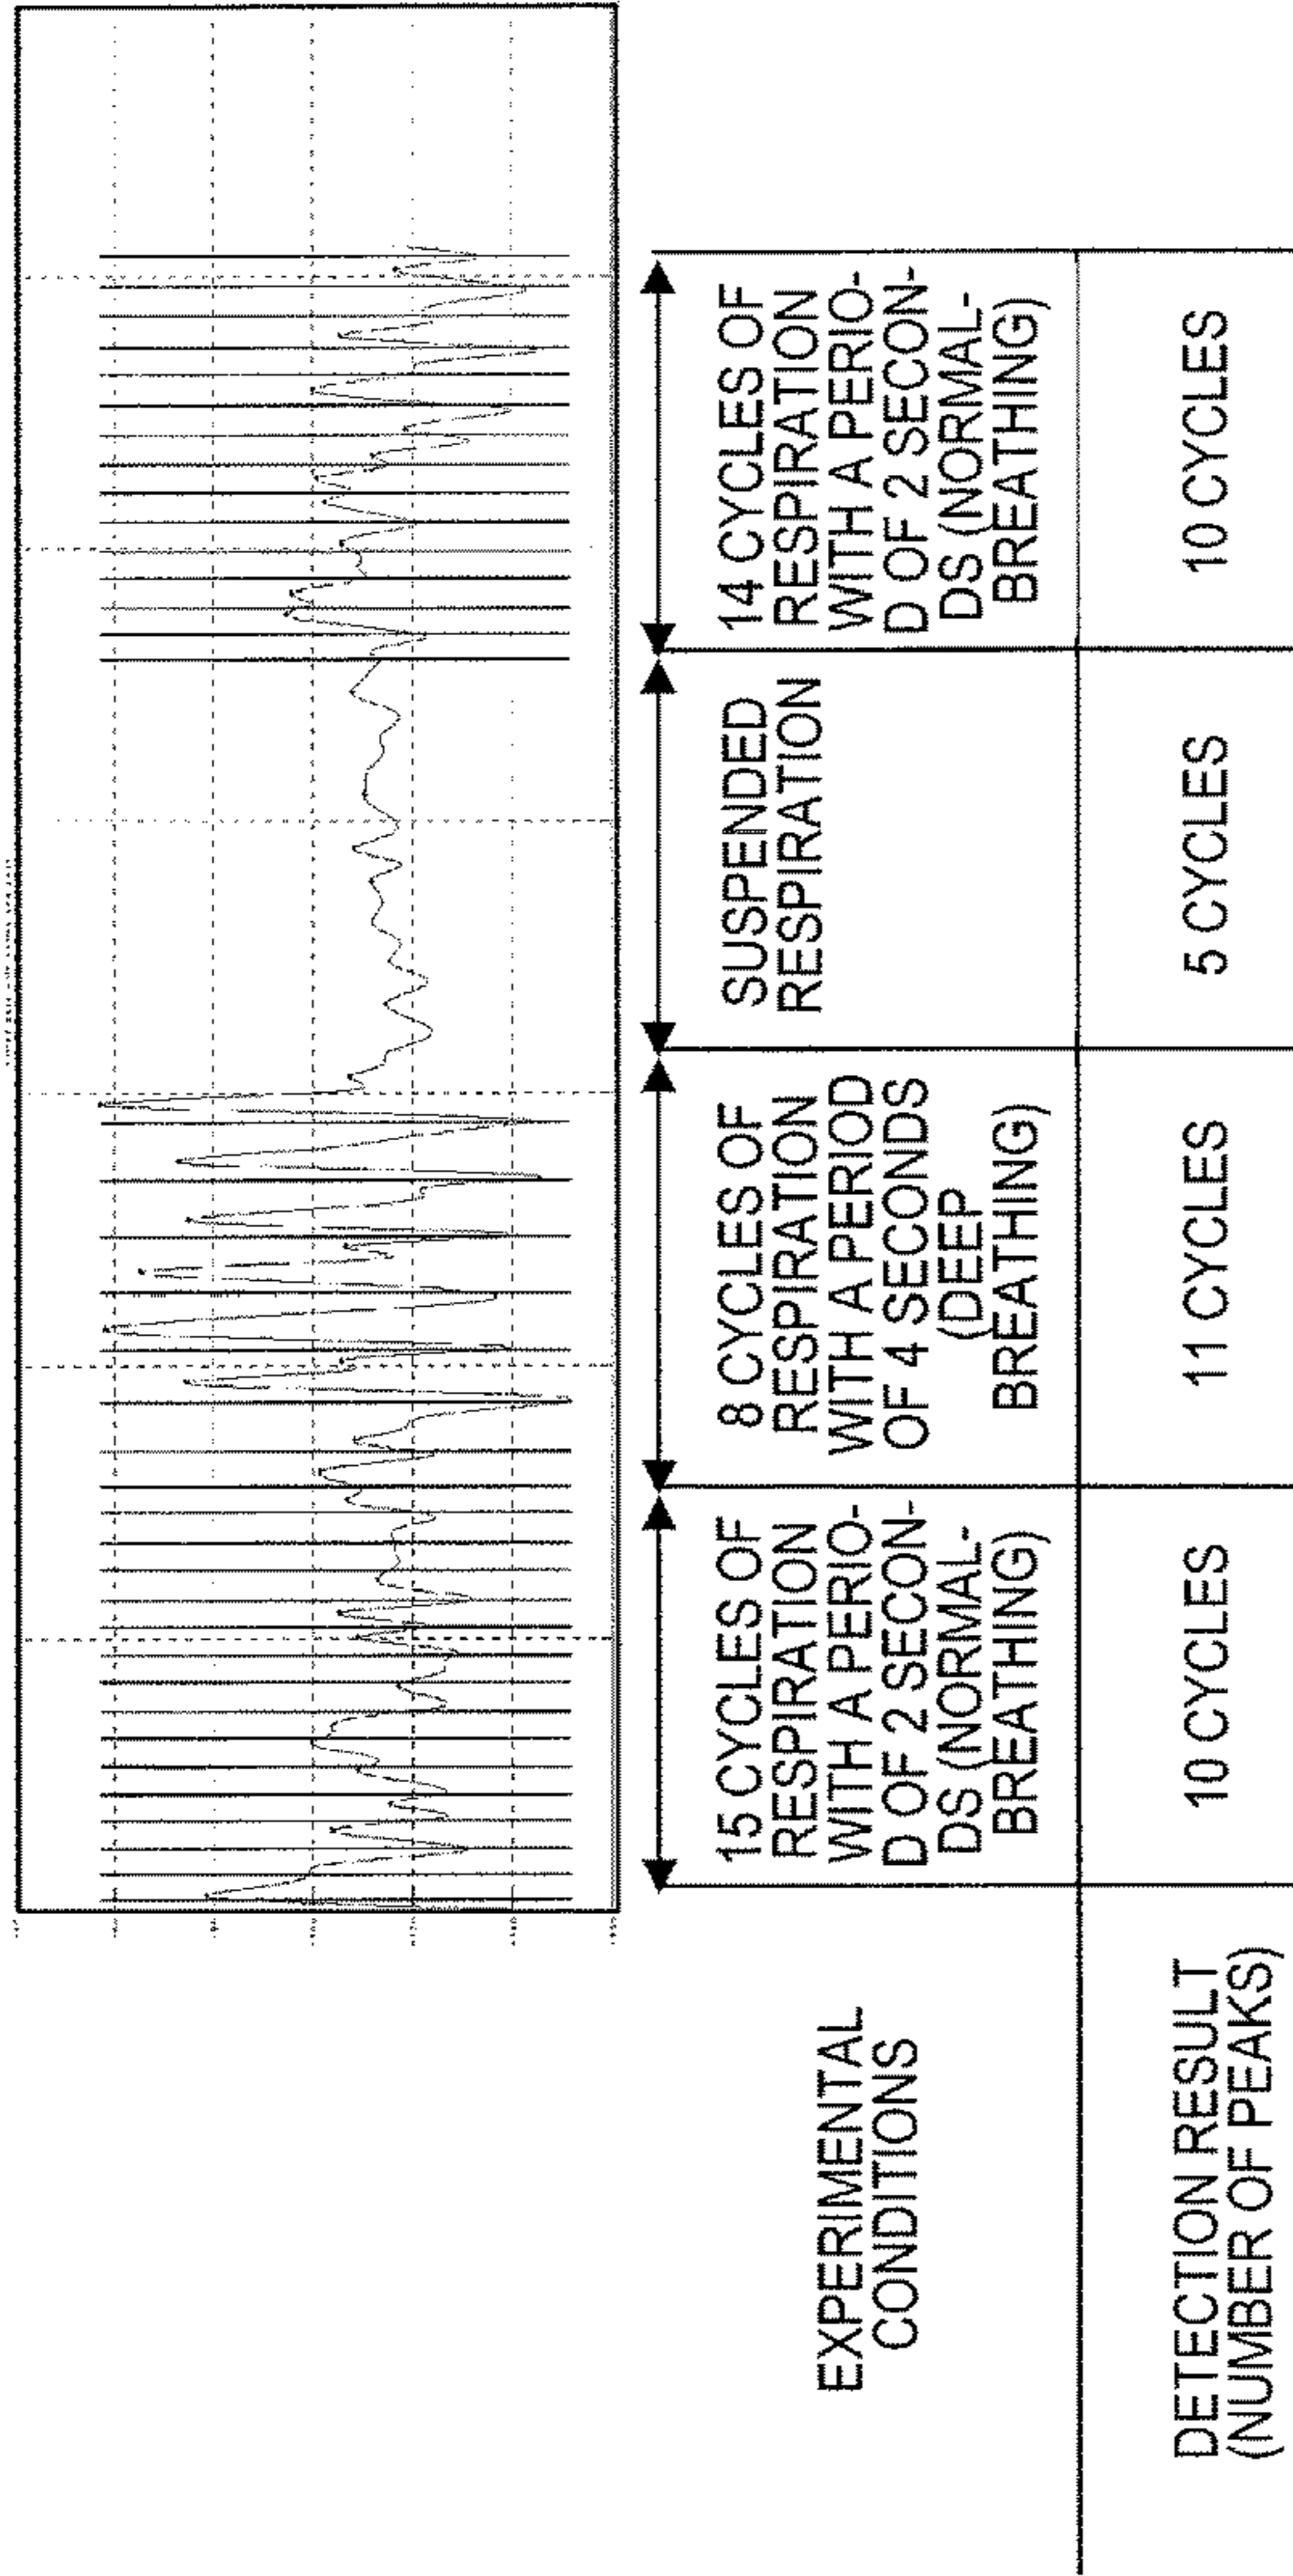 EXPERIMENTAL
CONDITIONS
15 CYCLES OF
RESPIRATION
WITH A PERIO-
D OF 2 SECON-
DS (NORMAL-
BREATHING)
8 CYCLES OF
RESPIRATION
WITH A PERIOD
OF 4 SECONDS
(DEEP
BREATHING)
SUSPENDED
RESPIRATION
14 CYCLES OF
RESPIRATION
WITH A PERIO-
D OF 2 SECON-
DS (NORMAL-
BREATHING)
DETECTION RESULT
(NUMBER OF PEAKS)
10 CYCLES
11 CYCLES
5 CYCLES
10 CYCLES